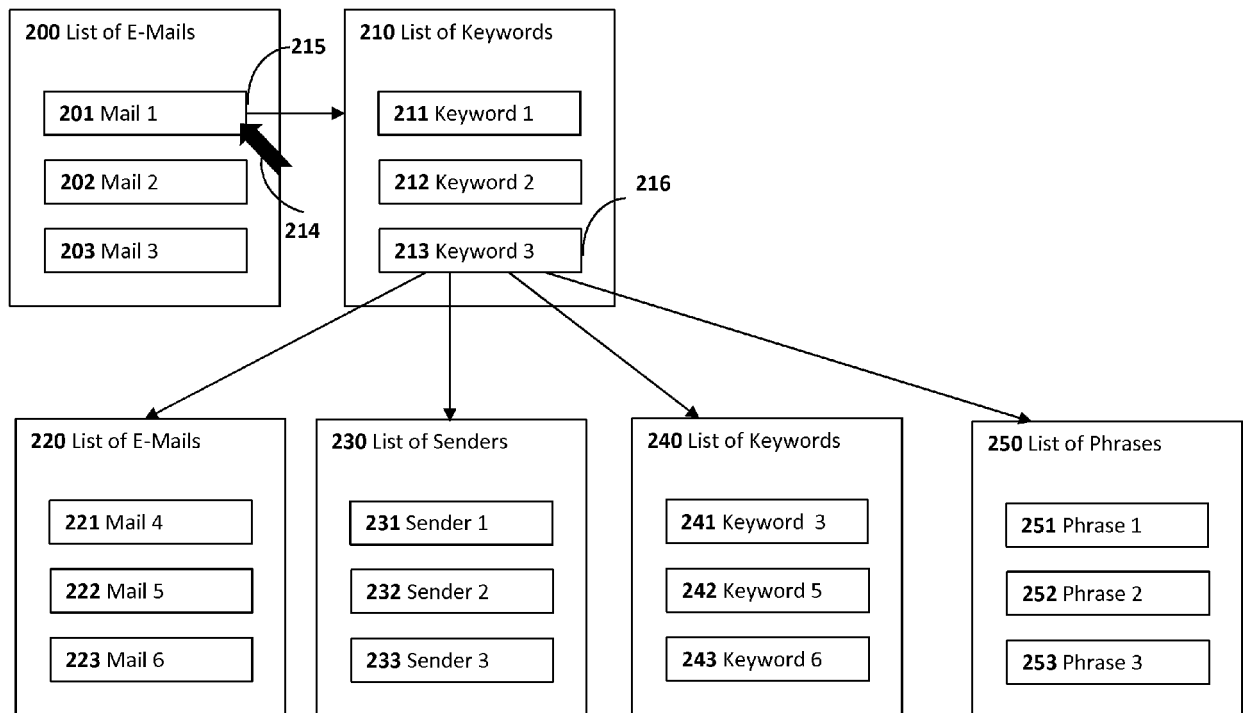 200 List of E-Mails
215
210 List of Keywords
201 Mail 1
211 Keyword 1
202 Mail 2
212 Keyword 2
216
214
203 Mail 3
213 Keyword 3
220 List of E-Mails
230 List of Senders
240 List of Keywords
250 List of Phrases
221 Mail 4
231 Sender 1
241 Keyword 3
251 Phrase 1
222 Mail 5
232 Sender 2
242 Keyword 5
252 Phrase 2
223 Mail 6
233 Sender 3
243 Keyword 6
253 Phrase 3